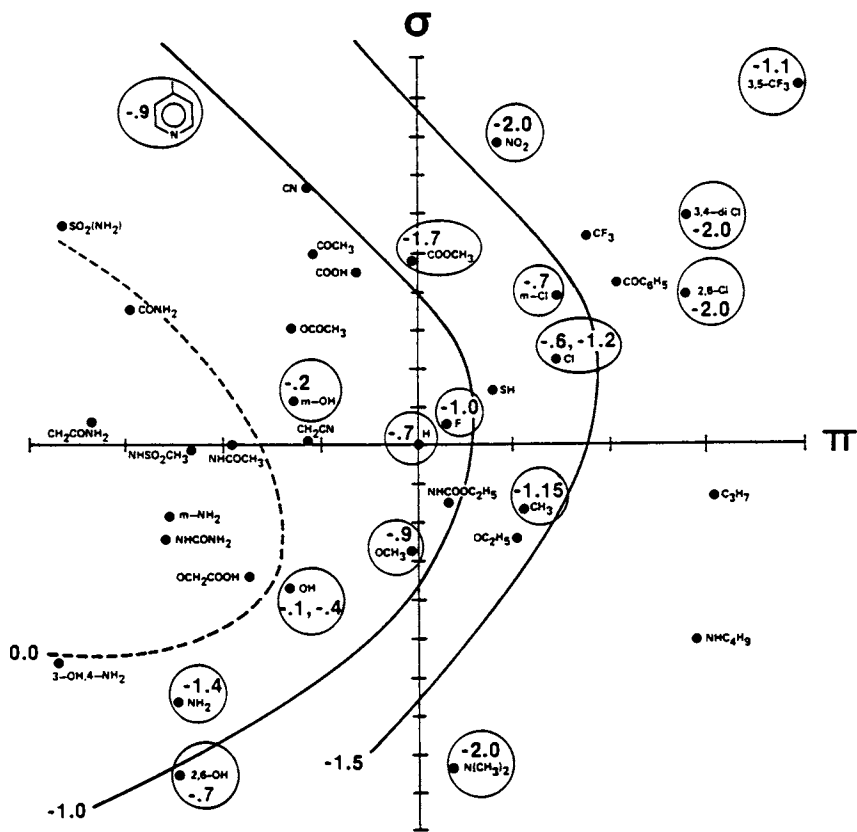 σ
-1.1
3,5-CF3
-.9
N
-2.0
NO2
CN
SO2(NH2)
3,4-di Cl
-2.0
CF3
-1.7
COOCH3
COCH3
COOH
COC6H5
-.7
m-Cl
2,6-Cl
-2.0
CONH2
OCOCH3
-.6, -1.2
Cl
-.2
m-OH
SH
-1.0
F
CH2CONH2
CH2CN
-.7 H
π
NHSO2CH3
NHCOCH3
NHCOOC2H5
-1.15
CH3
C3H7
m-NH2
NHCONH2
-.9
OCH3
OC2H5
OCH2COOH
OH
-.1, -.4
0.0
3-OH,4-NH2
NHC4H9
-1.4
NH2
-1.5
-2.0
N(CH3)2
2,6-OH
-.7
-1.0